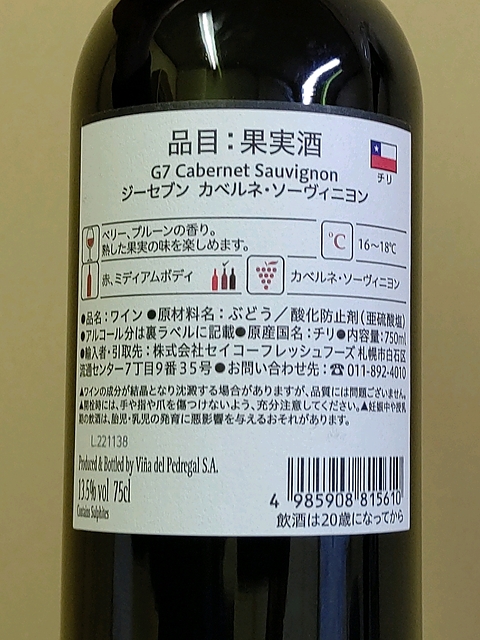 品目：果実酒
G7 Cabernet Sauvignon
ジーセブン カベルネ・ソーヴィニヨン
チリ
ベリー、プルーンの香り。
熟した果実の味を楽しめます。
℃
16～18℃
赤、ミディアムボディ
カベルネ・ソーヴィニヨン
●品名：ワイン ●原材料名：ぶどう／酸化防止剤（亜硫酸塩）
●アルコール分は裏ラベルに記載●原産国名：チリ●内容量：750ml
●輸入者・引取先：株式会社セイコーフレッシュフーズ 札幌市白石区
流通センター7丁目9番35号●お問い合わせ先：☎011-892-4010
▲ワインの成分が結晶となり沈澱する場合がありますが、品質には問題ございません。
▲開栓時には、手や指や爪を傷つけないよう、充分注意してください。▲妊娠中や授乳
期の飲酒は、胎児・乳児の発育に悪影響を与えるおそれがあります。
L221138
Produced & Bottled by Viña del Pedregal S.A.
13.5% vol 75cl
Contains Sulphites
4 985908 815610
飲酒は20歳になってから